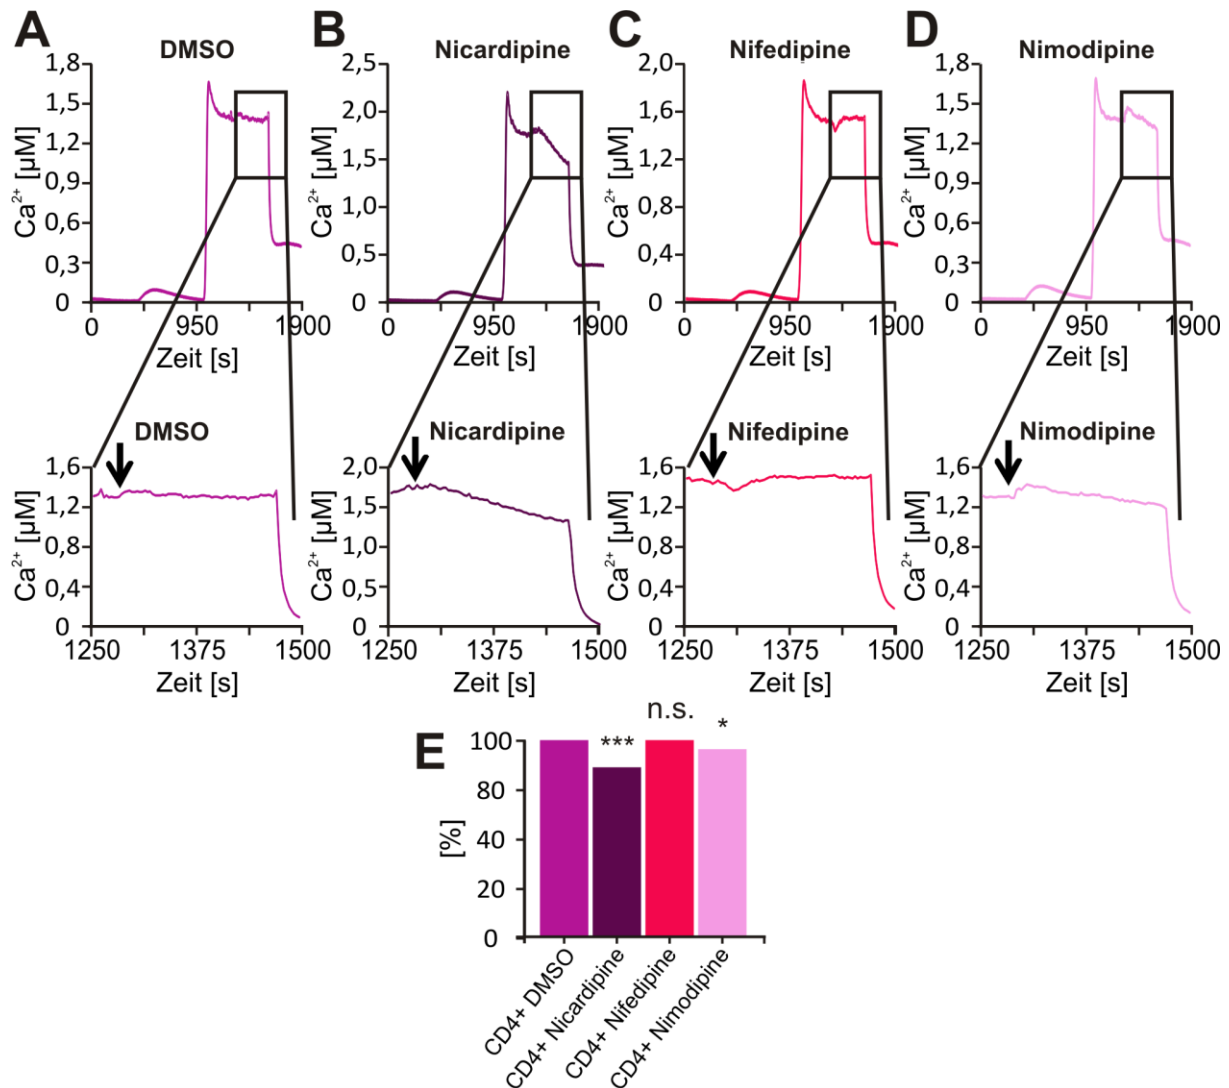 A
DMSO
1,8
1,5
1,2
0,9
0,6
0,3
0
Ca²⁺ [µM]
0 950 1900
Zeit [s]
B
Nicardipine
2,5
2,0
1,5
1,0
0,5
0
Ca²⁺ [µM]
0 950 1900
Zeit [s]
C
Nifedipine
2,0
1,6
1,2
0,8
0,4
0
Ca²⁺ [µM]
0 950 1900
Zeit [s]
D
Nimodipine
1,8
1,5
1,2
0,9
0,6
0,3
0
Ca²⁺ [µM]
0 950 1900
Zeit [s]
DMSO
1,6
1,2
0,8
0,4
0
Ca²⁺ [µM]
1250 1375 1500
Zeit [s]
Nicardipine
2,0
1,5
1,0
0,5
0
Ca²⁺ [µM]
1250 1375 1500
Zeit [s]
Nifedipine
1,6
1,2
0,8
0,4
0
Ca²⁺ [µM]
1250 1375 1500
Zeit [s]
Nimodipine
1,6
1,2
0,8
0,4
0
Ca²⁺ [µM]
1250 1375 1500
Zeit [s]
E
n.s.
***
*
100
80
40
20
0
[%]
CD4+ DMSO
CD4+ Nicardipine
CD4+ Nifedipine
CD4+ Nimodipine